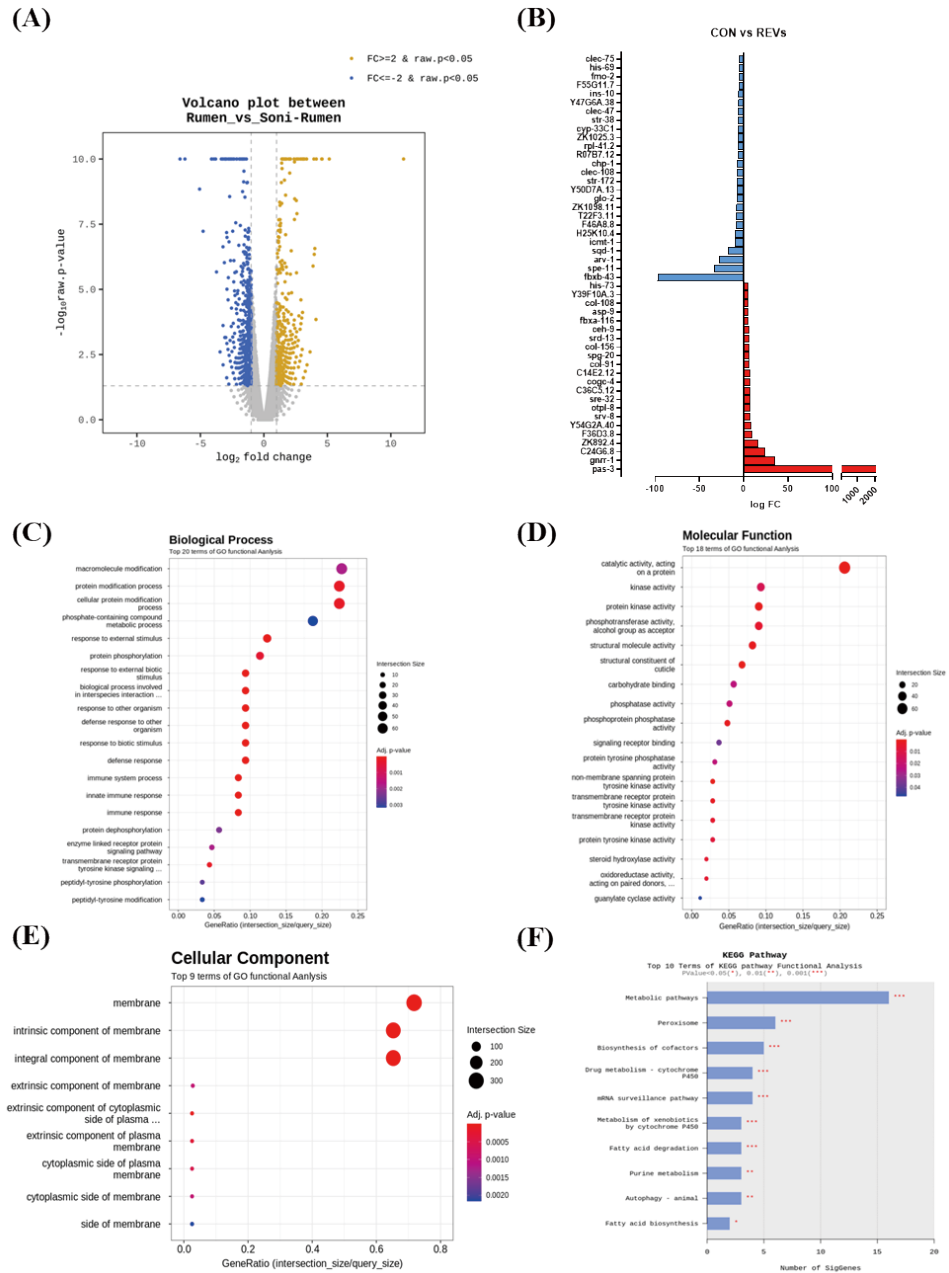 (A)
FC>=2 & raw.p<0.05
FC<=-2 & raw.p<0.05
Volcano plot between
Rumen_vs_Soni-Rumen
-log10raw.p-value
10.0
7.5
5.0
2.5
0.0
-10
-5
0
5
10
log2 fold change
(B)
CON vs REVs
clec-75
his-69
fmo-2
F55G11.7
ins-10
Y47G6A.38
clec-47
str-38
cyp-33C1
ZK1025.3
rpl-41.2
R07B7.12
chp-1
clec-108
str-172
Y50D7A.13
glo-2
ZK1098.11
T22F3.11
F46A8.8
H25K10.4
icmt-1
sqd-1
arv-1
spe-11
fbxb-43
his-73
Y39F10A.3
col-108
asp-9
fbxa-116
ceh-9
srd-13
col-156
spg-20
col-91
C14E2.12
cogc-4
C36C5.12
sre-32
otpl-8
srv-8
Y54G2A.40
F36D3.8
ZK892.4
C24G6.8
gnrr-1
pas-3
-100
-50
0
50
100
1000
2000
log FC
(C)
Biological Process
Top 20 terms of GO functional Aanlysis
macromolecule modification
protein modification process
cellular protein modification
process
phosphate-containing compound
metabolic process
response to external stimulus
protein phosphorylation
response to external biotic
stimulus
biological process involved
in interspecies interaction ...
response to other organism
defense response to other
organism
response to biotic stimulus
defense response
immune system process
innate immune response
immune response
protein dephosphorylation
enzyme linked receptor protein
signaling pathway
transmembrane receptor protein
tyrosine kinase signaling ...
peptidyl-tyrosine phosphorylation
peptidyl-tyrosine modification
0.00
0.05
0.10
0.15
0.20
0.25
GeneRatio (intersection_size/query_size)
Intersection Size
10
20
30
40
50
60
Adj. p-value
0.001
0.002
0.003
(D)
Molecular Function
Top 18 terms of GO functional Aanlysis
catalytic activity, acting
on a protein
kinase activity
protein kinase activity
phosphotransferase activity,
alcohol group as acceptor
structural molecule activity
structural constituent of
cuticle
carbohydrate binding
phosphatase activity
phosphoprotein phosphatase
activity
signaling receptor binding
protein tyrosine phosphatase
activity
non-membrane spanning protein
tyrosine kinase activity
transmembrane receptor protein
tyrosine kinase activity
transmembrane receptor protein
kinase activity
protein tyrosine kinase activity
steroid hydroxylase activity
oxidoreductase activity,
acting on paired donors, ...
guanylate cyclase activity
0.00
0.05
0.10
0.15
0.20
0.25
GeneRatio (intersection_size/query_size)
Intersection Size
20
40
60
Adj. p-value
0.01
0.02
0.03
0.04
(E)
Cellular Component
Top 9 terms of GO functional Aanlysis
membrane
intrinsic component of membrane
integral component of membrane
extrinsic component of membrane
extrinsic component of cytoplasmic
side of plasma ...
extrinsic component of plasma
membrane
cytoplasmic side of plasma
membrane
cytoplasmic side of membrane
side of membrane
0.0
0.2
0.4
0.6
0.8
GeneRatio (intersection_size/query_size)
Intersection Size
100
200
300
Adj. p-value
0.0005
0.0010
0.0015
0.0020
(F)
KEGG Pathway
Top 10 Terms of KEGG pathway Functional Analysis
PValue<0.05(*), 0.01(**), 0.001(***)
Metabolic pathways
***
Peroxisome
***
Biosynthesis of cofactors
***
Drug metabolism - cytochrome
P450
***
mRNA surveillance pathway
***
Metabolism of xenobiotics
by cytochrome P450
***
Fatty acid degradation
***
Purine metabolism
**
Autophagy - animal
**
Fatty acid biosynthesis
*
0
5
10
15
20
Number of SigGenes